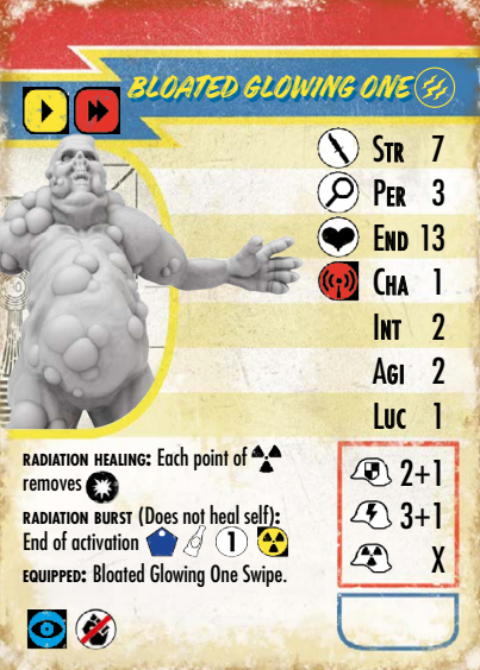 BLOATED GLOWING ONE
STR 7
PER 3
END 13
CHA 1
INT 2
AGI 2
LUC 1
RADIATION HEALING: Each point of
removes
RADIATION BURST (Does not heal self):
End of activation 1
EQUIPPED: Bloated Glowing One Swipe.
2+1
3+1
X